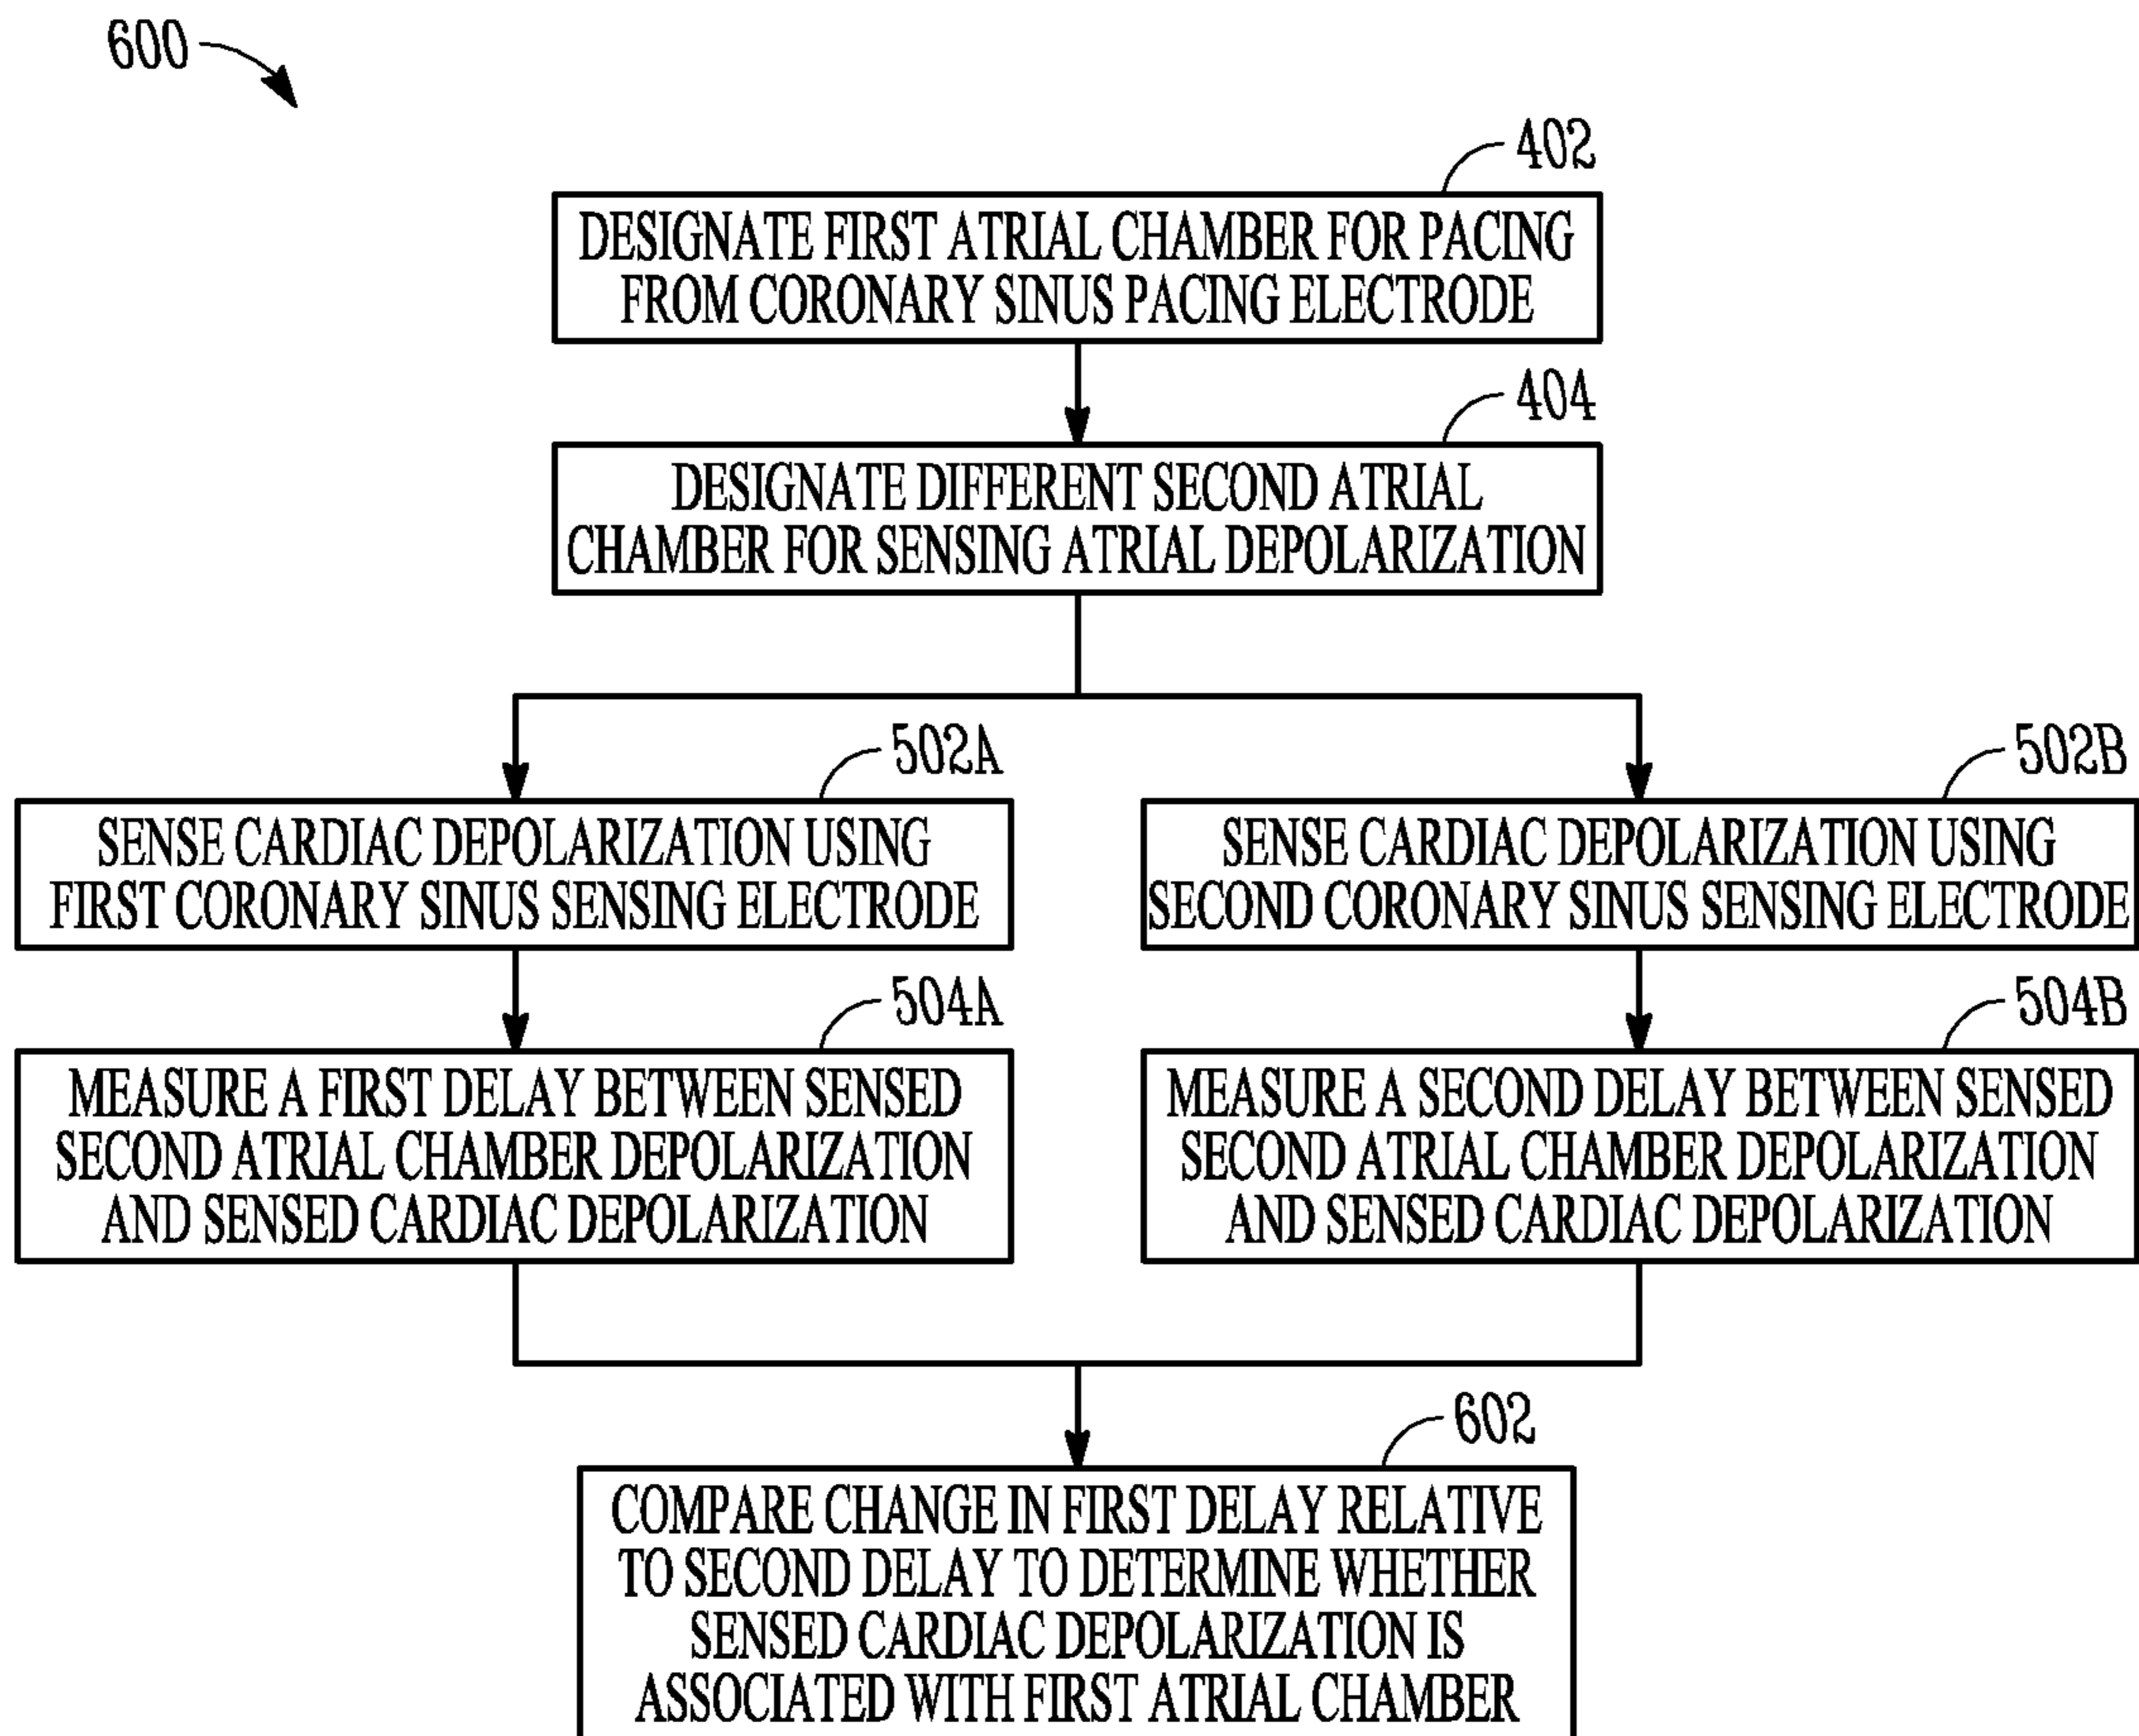 600
402
DESIGNATE FIRST ATRIAL CHAMBER FOR PACING
FROM CORONARY SINUS PACING ELECTRODE
404
DESIGNATE DIFFERENT SECOND ATRIAL
CHAMBER FOR SENSING ATRIAL DEPOLARIZATION
502A
SENSE CARDIAC DEPOLARIZATION USING
FIRST CORONARY SINUS SENSING ELECTRODE
502B
SENSE CARDIAC DEPOLARIZATION USING
SECOND CORONARY SINUS SENSING ELECTRODE
504A
MEASURE A FIRST DELAY BETWEEN SENSED
SECOND ATRIAL CHAMBER DEPOLARIZATION
AND SENSED CARDIAC DEPOLARIZATION
504B
MEASURE A SECOND DELAY BETWEEN SENSED
SECOND ATRIAL CHAMBER DEPOLARIZATION
AND SENSED CARDIAC DEPOLARIZATION
602
COMPARE CHANGE IN FIRST DELAY RELATIVE
TO SECOND DELAY TO DETERMINE WHETHER
SENSED CARDIAC DEPOLARIZATION IS
ASSOCIATED WITH FIRST ATRIAL CHAMBER